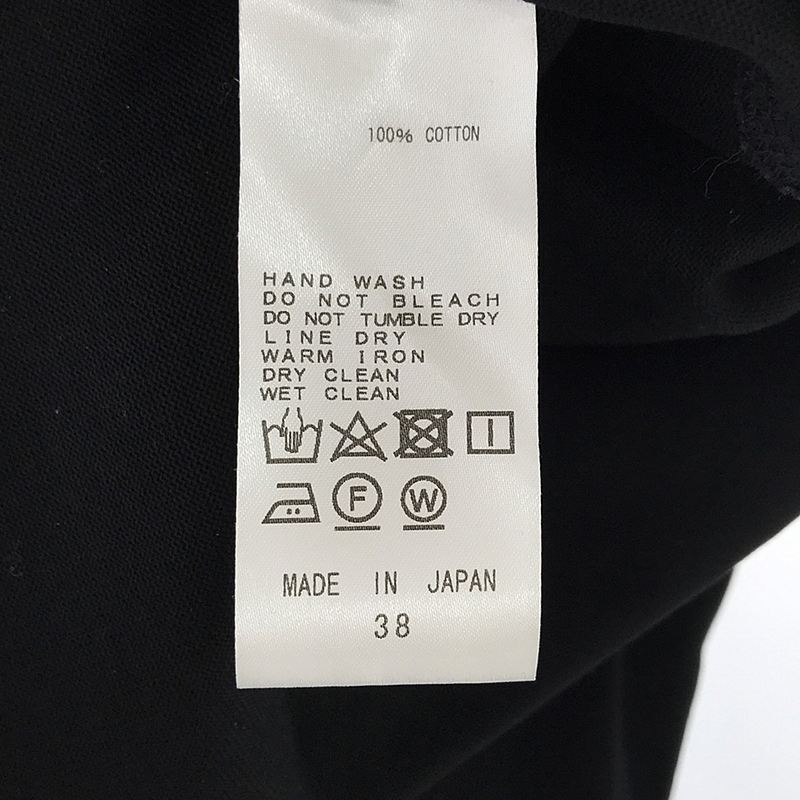 100% COTTON
HAND WASH
DO NOT BLEACH
DO NOT TUMBLE DRY
LINE DRY
WARM IRON
DRY CLEAN
WET CLEAN
F W
MADE IN JAPAN
38